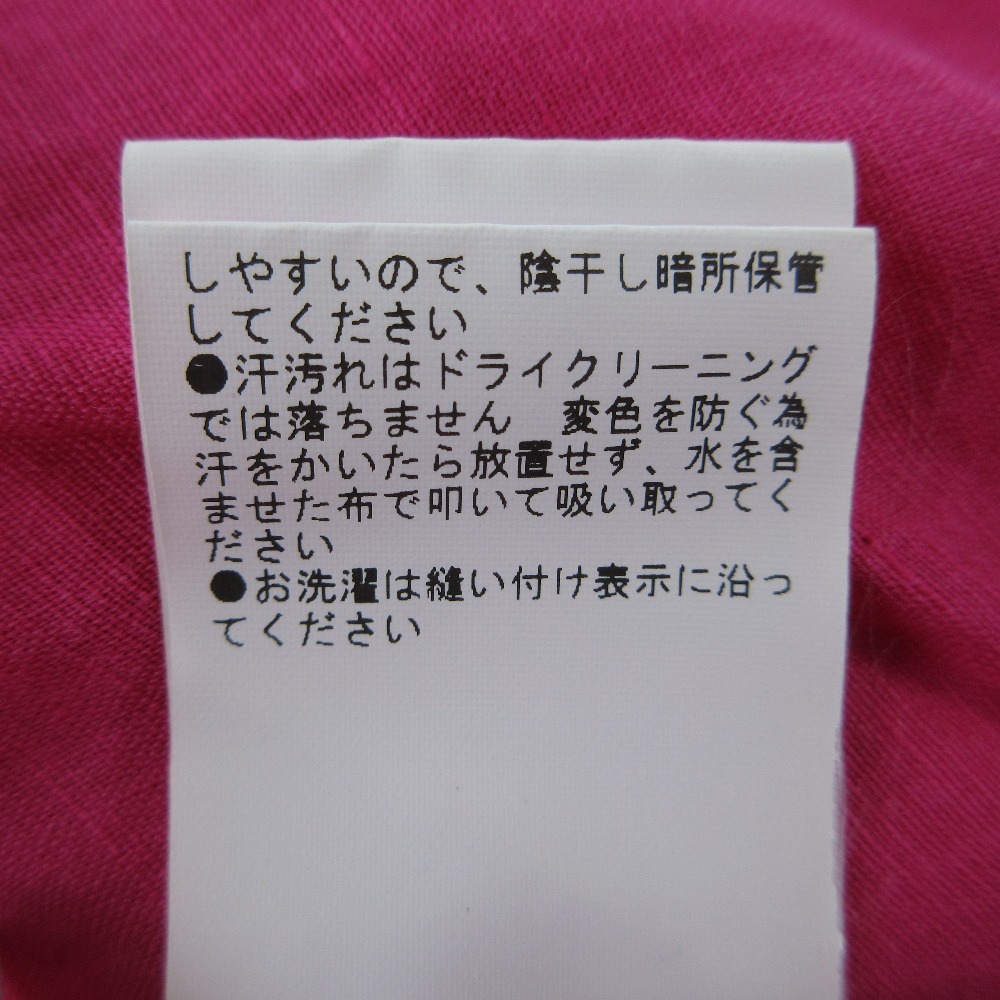 しやすいので、陰干し暗所保管
してください
●汗汚れはドライクリーニング
では落ちません　変色を防ぐ為
汗をかいたら放置せず、水を含
ませた布で叩いて吸い取ってく
ださい
●お洗濯は縫い付け表示に沿っ
てください